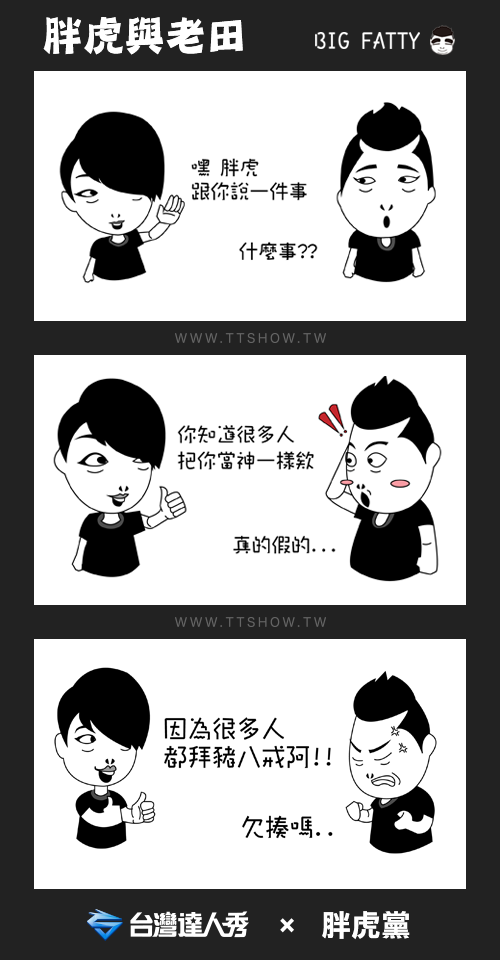 胖虎與老田
BIG FATTY
嘿 胖虎
跟你說一件事
什麼事??
WWW.TTSHOW.TW
你知道很多人
把你當神一樣欸
真的假的...
WWW.TTSHOW.TW
因為很多人
都拜豬八戒阿!!
欠揍嗎..
台灣達人秀 × 胖虎黨